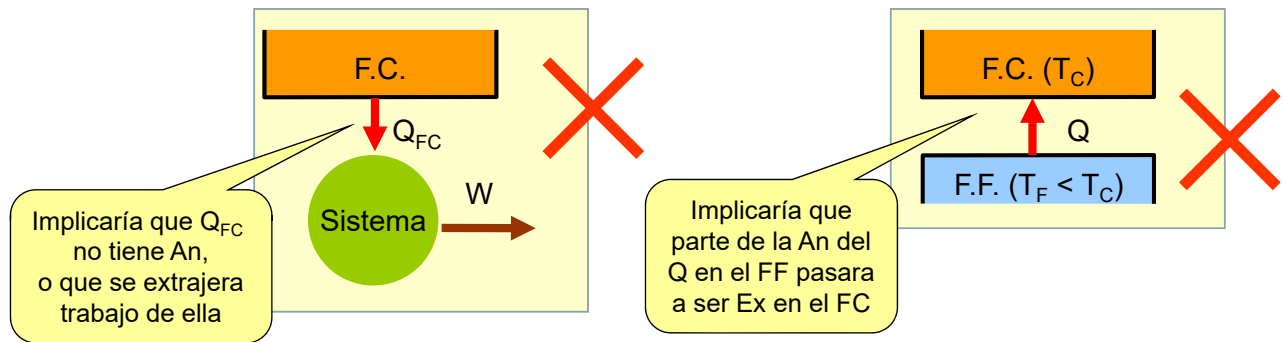 F.C.
Q_FC
W
Sistema
Implicaría que Q_FC
no tiene An,
o que se extrajera
trabajo de ella
F.C. (T_C)
Q
F.F. (T_F < T_C)
Implicaría que
parte de la An del
Q en el FF pasara
a ser Ex en el FC